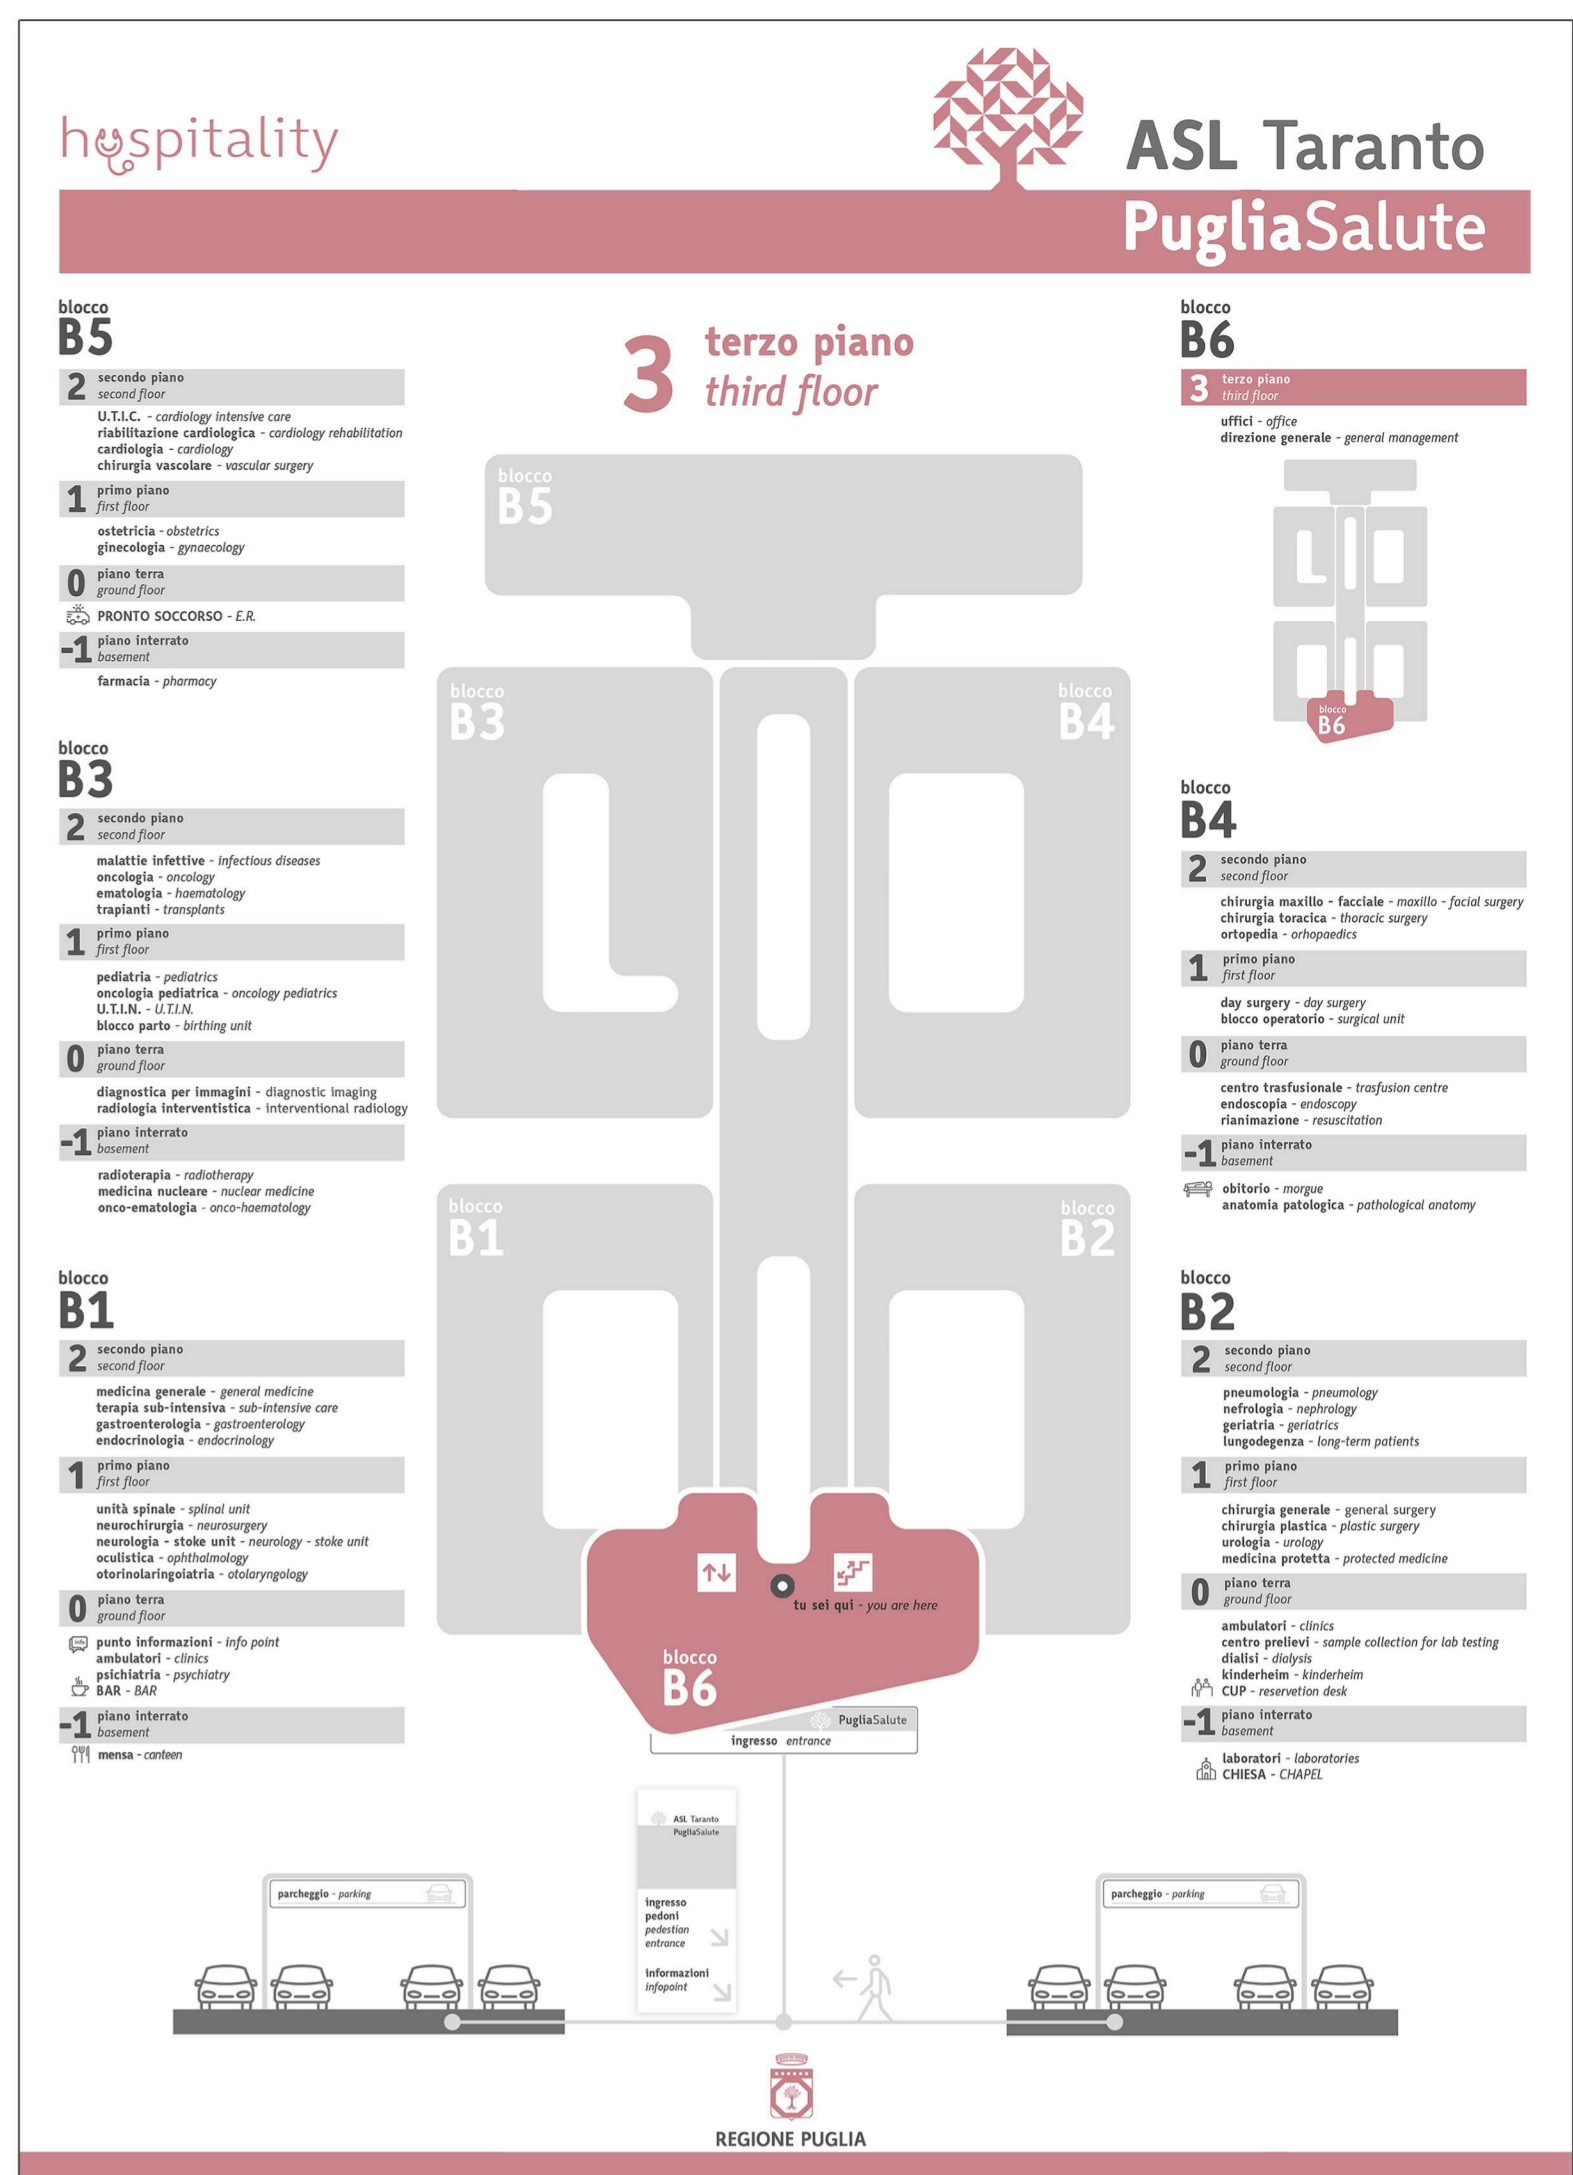 hospitality
ASL Taranto
PugliaSalute
3 terzo piano
third floor
blocco
B5
2 secondo piano
second floor
U.T.I.C. - cardiology intensive care
riabilitazione cardiologica - cardiology rehabilitation
cardiologia - cardiology
chirurgia vascolare - vascular surgery
1 primo piano
first floor
ostetricia - obstetrics
ginecologia - gynaecology
0 piano terra
ground floor
PRONTO SOCCORSO - E.R.
-1 piano interrato
basement
farmacia - pharmacy
blocco
B3
2 secondo piano
second floor
malattie infettive - infectious diseases
oncologia - oncology
ematologia - haematology
trapianti - transplants
1 primo piano
first floor
pediatria - pediatrics
oncologia pediatrica - oncology pediatrics
U.T.I.N. - U.T.I.N.
blocco parto - birthing unit
0 piano terra
ground floor
diagnostica per immagini - diagnostic imaging
radiologia interventistica - interventional radiology
-1 piano interrato
basement
radioterapia - radiotherapy
medicina nucleare - nuclear medicine
onco-ematologia - onco-haematology
blocco
B1
2 secondo piano
second floor
medicina generale - general medicine
terapia sub-intensiva - sub-intensive care
gastroenterologia - gastroenterology
endocrinologia - endocrinology
1 primo piano
first floor
unità spinale - splinal unit
neurochirurgia - neurosurgery
neurologia - stoke unit - neurology - stoke unit
oculistica - ophthalmology
otorinolaringoiatria - otolaryngology
0 piano terra
ground floor
info
punto informazioni - info point
ambulatori - clinics
psichiatria - psychiatry
BAR - BAR
-1 piano interrato
basement
mensa - canteen
blocco
B5
blocco
B3
blocco
B4
blocco
B1
blocco
B2
tu sei qui - you are here
blocco
B6
PugliaSalute
ingresso entrance
blocco
B6
3 terzo piano
third floor
uffici - office
direzione generale - general management
blocco
B6
blocco
B4
2 secondo piano
second floor
chirurgia maxillo - facciale - maxillo - facial surgery
chirurgia toracica - thoracic surgery
ortopedia - orhopaedics
1 primo piano
first floor
day surgery - day surgery
blocco operatorio - surgical unit
0 piano terra
ground floor
centro trasfusionale - trasfusion centre
endoscopia - endoscopy
rianimazione - resuscitation
-1 piano interrato
basement
obitorio - morgue
anatomia patologica - pathological anatomy
blocco
B2
2 secondo piano
second floor
pneumologia - pneumology
nefrologia - nephrology
geriatria - geriatrics
lungodegenza - long-term patients
1 primo piano
first floor
chirurgia generale - general surgery
chirurgia plastica - plastic surgery
urologia - urology
medicina protetta - protected medicine
0 piano terra
ground floor
ambulatori - clinics
centro prelievi - sample collection for lab testing
dialisi - dialysis
kinderheim - kinderheim
CUP - reservetion desk
-1 piano interrato
basement
laboratori - laboratories
CHIESA - CHAPEL
parcheggio - parking
ASL Taranto
PugliaSalute
ingresso
pedoni
pedestian
entrance
informazioni
infopoint
parcheggio - parking
REGIONE PUGLIA